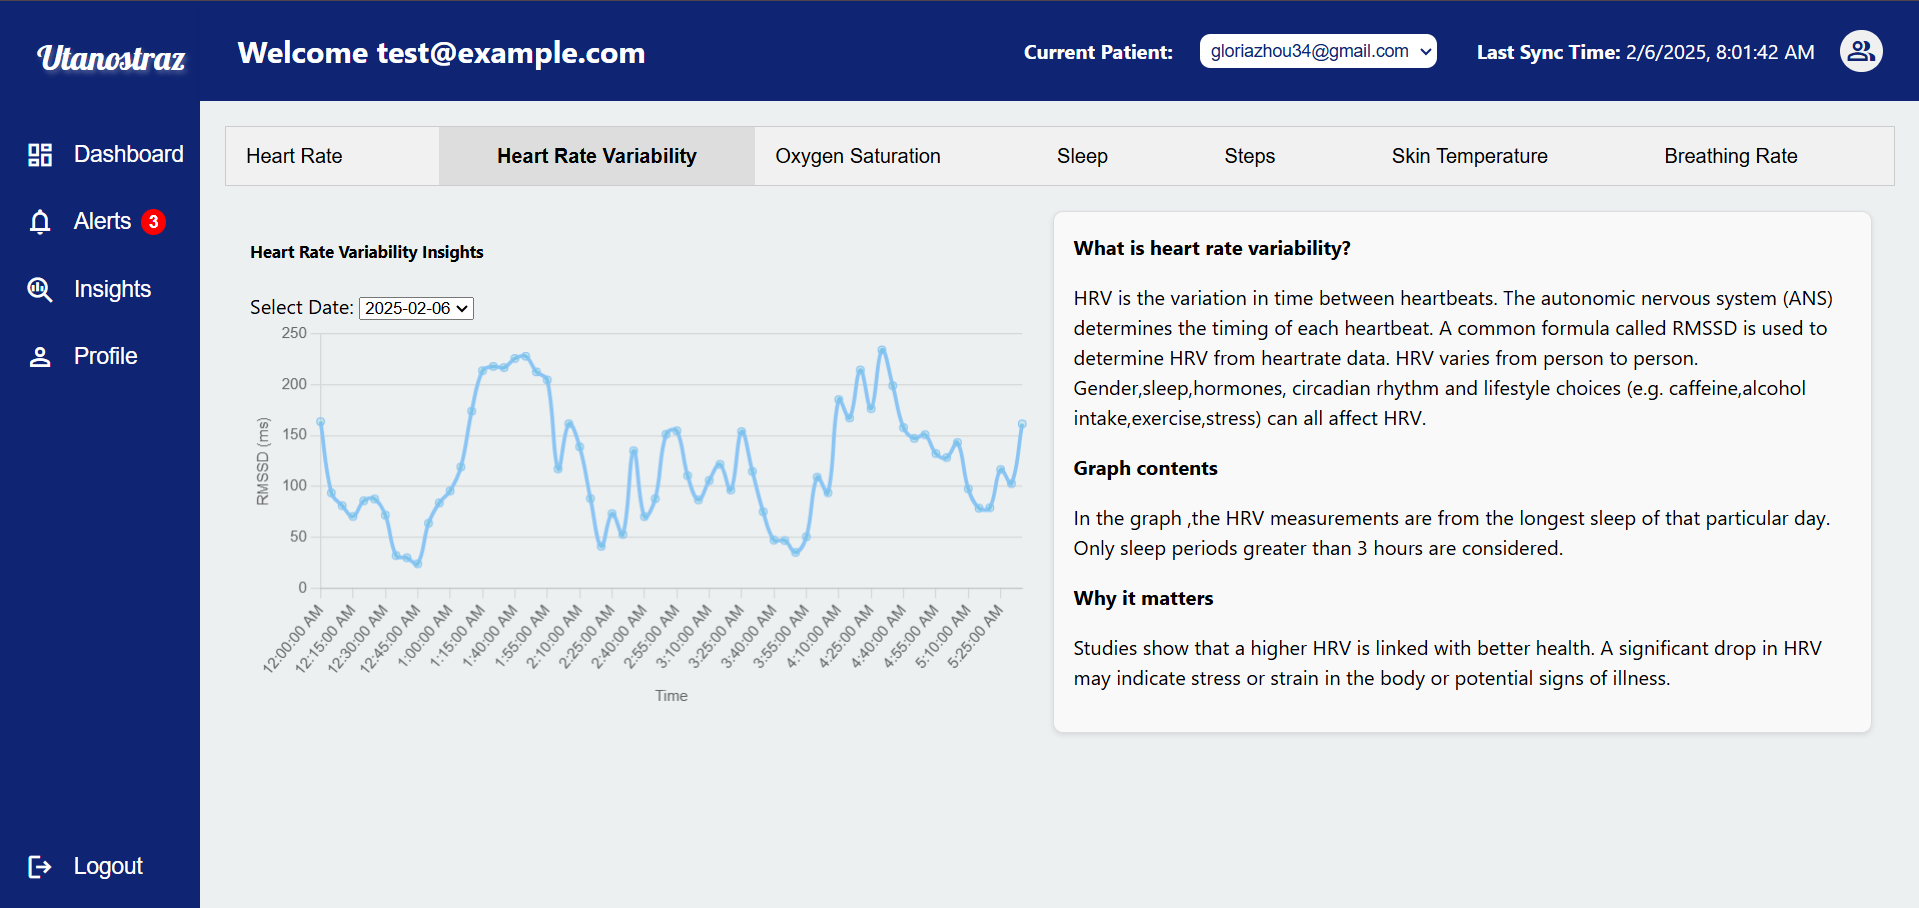 Utanostraz
Welcome test@example.com
Current Patient:
gloriazhou34@gmail.com
Last Sync Time: 2/6/2025, 8:01:42 AM
Dashboard
Alerts 3
Insights
Profile
Logout
Heart Rate
Heart Rate Variability
Oxygen Saturation
Sleep
Steps
Skin Temperature
Breathing Rate
Heart Rate Variability Insights
Select Date: 2025-02-06
250
200
150
100
50
0
RMSSD (ms)
12:00:00 AM
12:15:00 AM
12:30:00 AM
12:45:00 AM
1:00:00 AM
1:15:00 AM
1:40:00 AM
1:55:00 AM
2:10:00 AM
2:25:00 AM
2:40:00 AM
2:55:00 AM
3:10:00 AM
3:25:00 AM
3:40:00 AM
3:55:00 AM
4:10:00 AM
4:25:00 AM
4:40:00 AM
4:55:00 AM
5:10:00 AM
5:25:00 AM
Time
What is heart rate variability?
HRV is the variation in time between heartbeats. The autonomic nervous system (ANS)
determines the timing of each heartbeat. A common formula called RMSSD is used to
determine HRV from heartrate data. HRV varies from person to person.
Gender,sleep,hormones, circadian rhythm and lifestyle choices (e.g. caffeine,alcohol
intake,exercise,stress) can all affect HRV.
Graph contents
In the graph ,the HRV measurements are from the longest sleep of that particular day.
Only sleep periods greater than 3 hours are considered.
Why it matters
Studies show that a higher HRV is linked with better health. A significant drop in HRV
may indicate stress or strain in the body or potential signs of illness.